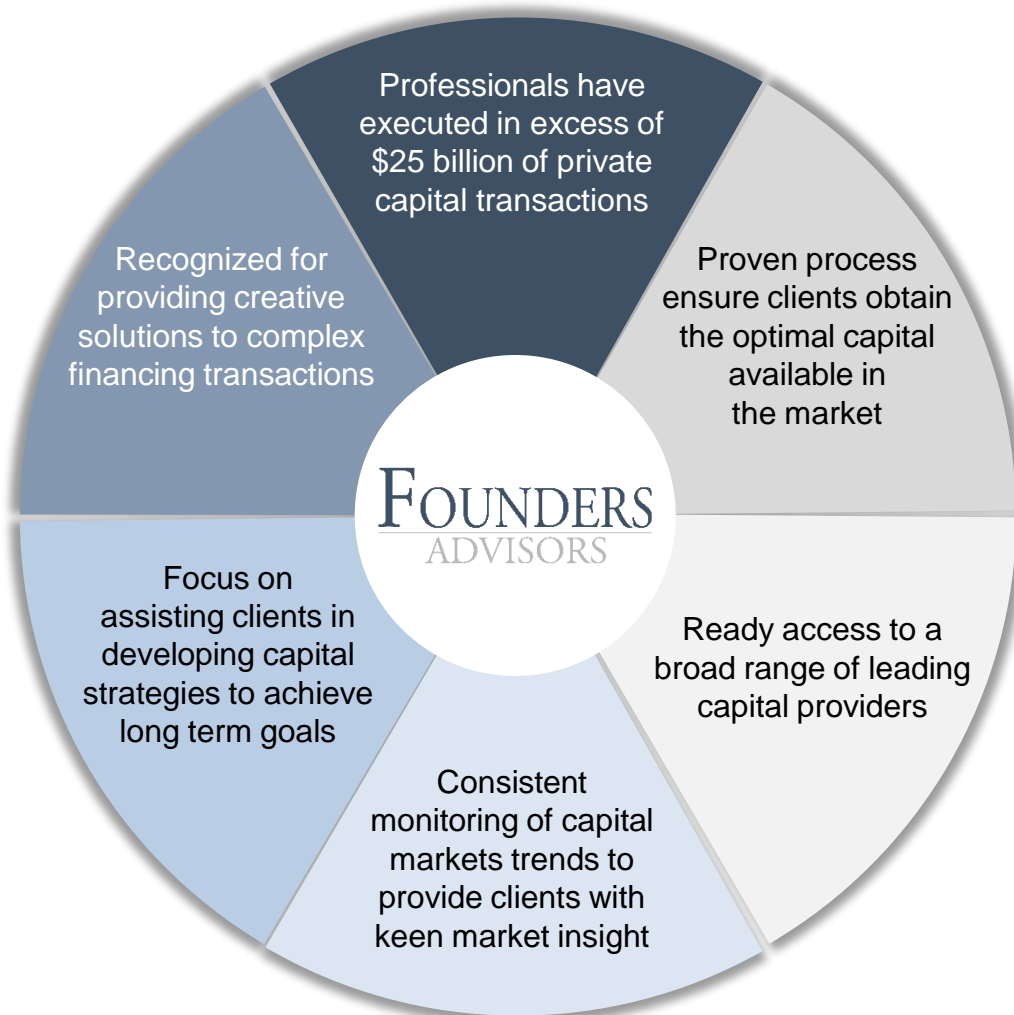 Professionals have
executed in excess of
$25 billion of private
capital transactions
Proven process
ensure clients obtain
the optimal capital
available in
the market
Ready access to a
broad range of leading
capital providers
Consistent
monitoring of capital
markets trends to
provide clients with
keen market insight
Focus on
assisting clients in
developing capital
strategies to achieve
long term goals
Recognized for
providing creative
solutions to complex
financing transactions
FOUNDERS
ADVISORS